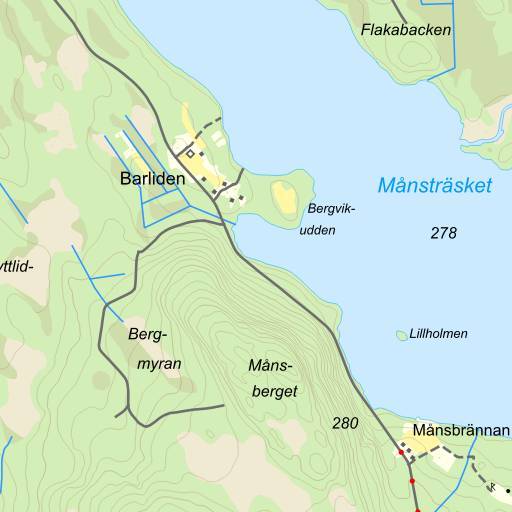 Flakabacken
Barliden
Månsträsket
Bergvik-
udden
278
yttlid-
Berg-
myran
Lillholmen
Måns-
berget
280
Månsbrännan